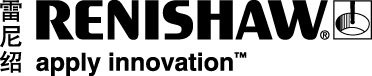 雷尼绍
RENISHAW®
apply innovation™